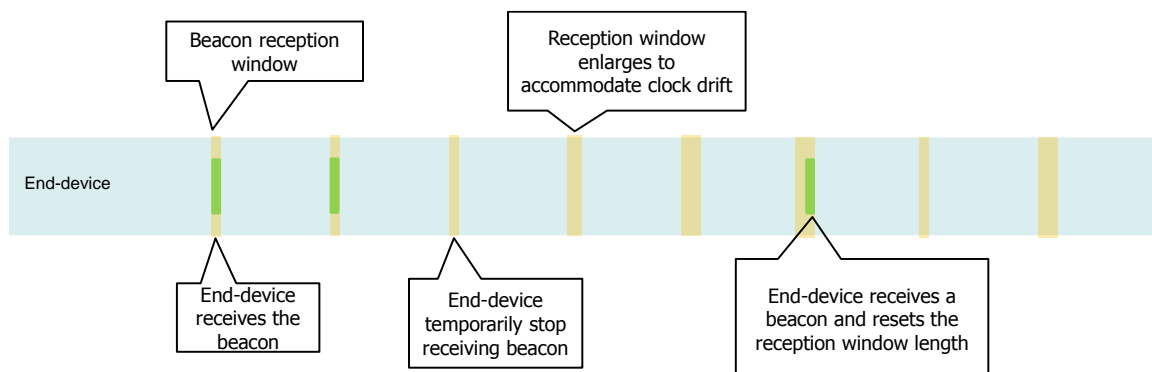 Beacon reception
window
Reception window
enlarges to
accommodate clock drift
End-device
End-device
receives the
beacon
End-device
temporarily stop
receiving beacon
End-device receives a
beacon and resets the
reception window length